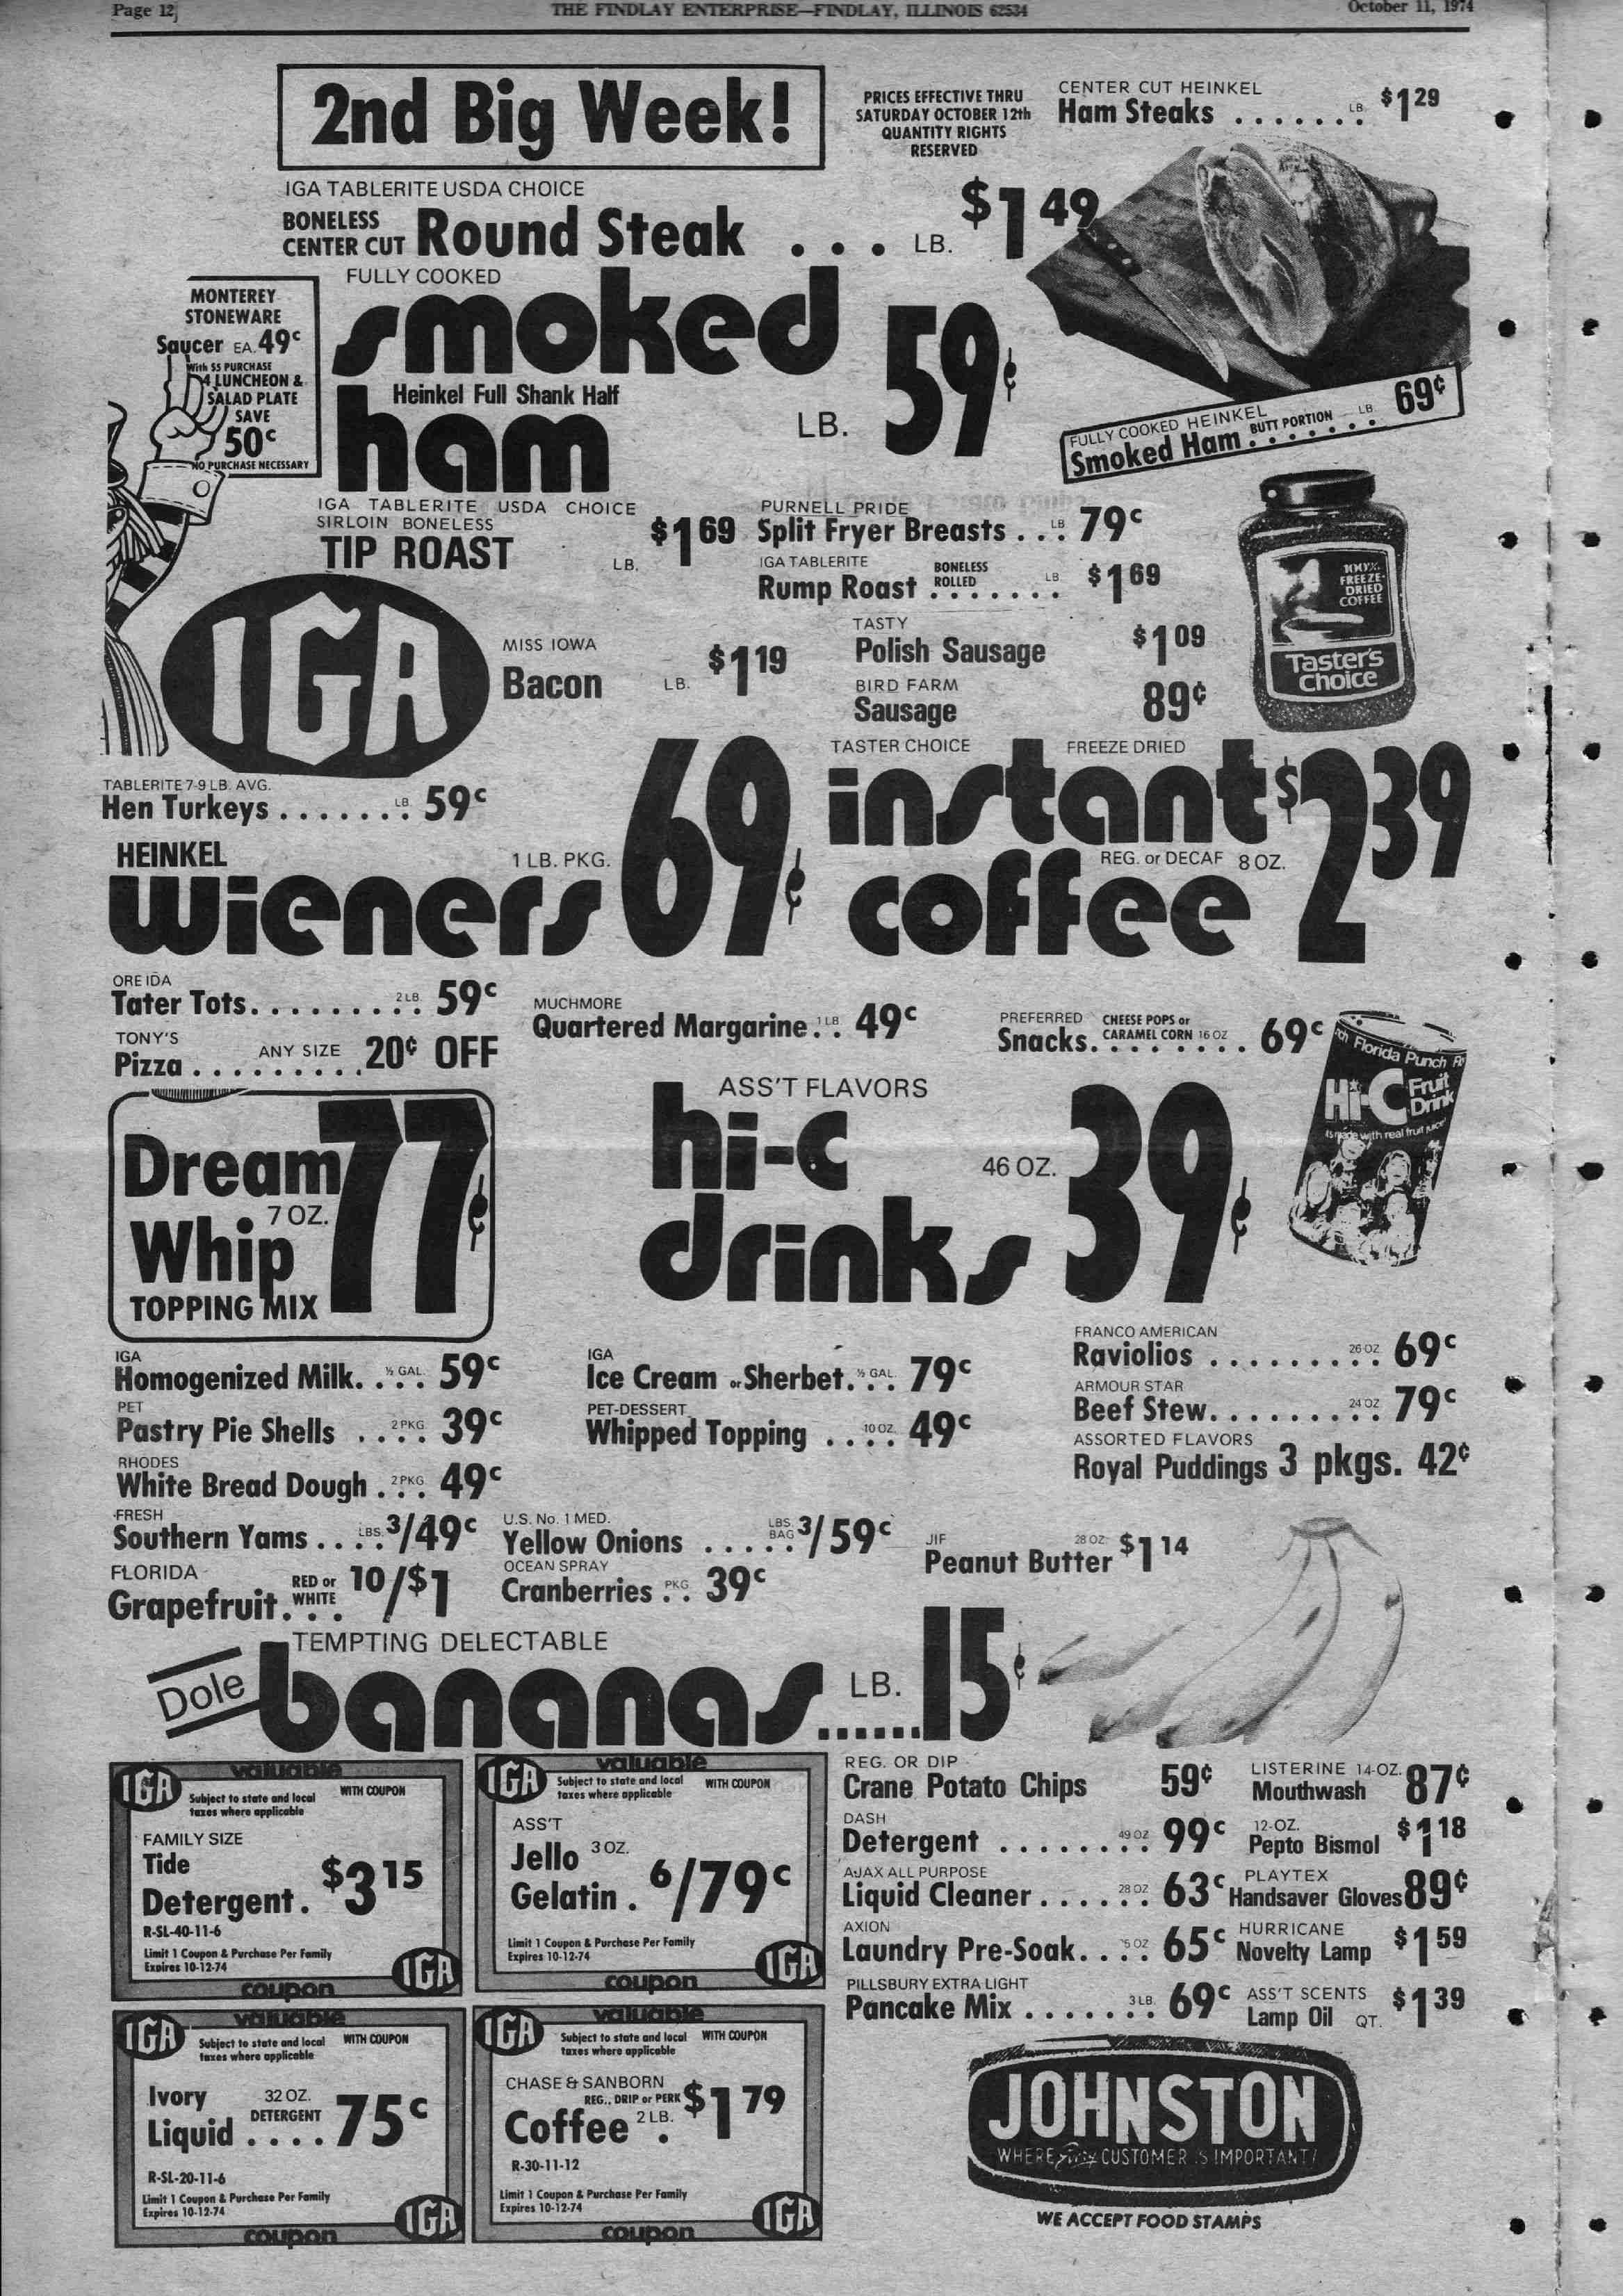 Page 12
THE FINDLAY ENTERPRISE—FINDLAY, ILLINOIS 62534
October 11, 1974
2nd Big Week!
PRICES EFFECTIVE THRU
SATURDAY OCTOBER 12th
QUANTITY RIGHTS
RESERVED
CENTER CUT HEINKEL
Ham Steaks ....... LB. $1 29
IGA TABLERITE USDA CHOICE
BONELESS
CENTER CUT Round Steak ... LB. $1 49
MONTEREY
STONEWARE
Saucer EA. 49¢
With $5 PURCHASE
4 LUNCHEON &
SALAD PLATE
SAVE
50¢
NO PURCHASE NECESSARY
FULLY COOKED
smoked
Heinkel Full Shank Half
ham LB. 59¢
FULLY COOKED HEINKEL
Smoked Ham BUTT PORTION ....... LB. 69¢
IGA TABLERITE USDA CHOICE
SIRLOIN BONELESS
TIP ROAST LB. $1 69
PURNELL PRIDE
Split Fryer Breasts ... LB 79¢
IGA TABLERITE
Rump Roast BONELESS ROLLED ....... LB $1 69
100%
FREEZE-
DRIED
COFFEE
Taster's
Choice
IGA
MISS IOWA
Bacon LB. $1 19
TASTY
Polish Sausage $1 09
BIRD FARM
Sausage 89¢
TABLERITE 7-9 LB. AVG.
Hen Turkeys ....... LB. 59¢
HEINKEL
wieners 1 LB. PKG. 69¢
TASTER CHOICE FREEZE DRIED
instant
REG. or DECAF 8 OZ.
coffee $2 39
ORE IDA
Tater Tots......... 2 LB. 59¢
TONY'S
Pizza ......... ANY SIZE 20¢ OFF
MUCHMORE
Quartered Margarine... 1 LB. 49¢
PREFERRED
Snacks. CHEESE POPS or
CARAMEL CORN 16 OZ ........ 69¢
Florida Punch
Hi-C Fruit
Drink
is made with real fruit juice
Dream
Whip 7 OZ.
TOPPING MIX
77¢
ASS'T FLAVORS
hi-c
drinks
46 OZ. 39¢
IGA
Homogenized Milk. ... ½ GAL. 59¢
PET
Pastry Pie Shells .... 2 PKG. 39¢
RHODES
White Bread Dough ... 2 PKG. 49¢
IGA
Ice Cream or Sherbet. ... ½ GAL. 79¢
PET-DESSERT
Whipped Topping .... 10 OZ. 49¢
FRANCO AMERICAN
Raviolios ......... 26 OZ. 69¢
ARMOUR STAR
Beef Stew......... 24 OZ. 79¢
ASSORTED FLAVORS
Royal Puddings 3 pkgs. 42¢
FRESH
Southern Yams .... LBS. 3/49¢
FLORIDA
Grapefruit. RED or WHITE ... 10/$1
U.S. No. 1 MED.
Yellow Onions ..... LBS. BAG 3/59¢
OCEAN SPRAY
Cranberries ... PKG. 39¢
JIF
Peanut Butter 28 OZ. $1 14
TEMPTING DELECTABLE
Dole bananas...... LB. 15¢
IGA valuable
Subject to state and local
taxes where applicable
WITH COUPON
FAMILY SIZE
Tide
Detergent. $3 15
R-SL-40-11-6
Limit 1 Coupon & Purchase Per Family
Expires 10-12-74
coupon IGA
IGA valuable
Subject to state and local
taxes where applicable
WITH COUPON
ASS'T
Jello 3 OZ.
Gelatin . 6/79¢
Limit 1 Coupon & Purchase Per Family
Expires 10-12-74
coupon IGA
REG. OR DIP
Crane Potato Chips 59¢
DASH
Detergent ........ 49 OZ 99¢
AJAX ALL PURPOSE
Liquid Cleaner ...... 28 OZ. 63¢
AXION
Laundry Pre-Soak. ... OZ 65¢
PILLSBURY EXTRA LIGHT
Pancake Mix ....... 3 LB. 69¢
LISTERINE 14-OZ.
Mouthwash 87¢
12-OZ.
Pepto Bismol $1 18
PLAYTEX
Handsaver Gloves 89¢
HURRICANE
Novelty Lamp $1 59
ASS'T SCENTS
Lamp Oil QT. $1 39
IGA valuable
Subject to state and local
taxes where applicable
WITH COUPON
Ivory 32 OZ.
Liquid DETERGENT .... 75¢
R-SL-20-11-6
Limit 1 Coupon & Purchase Per Family
Expires 10-12-74
coupon IGA
IGA valuable
Subject to state and local
taxes where applicable
WITH COUPON
CHASE & SANBORN
REG., DRIP or PERK
Coffee 2 LB. . $1 79
R-30-11-12
Limit 1 Coupon & Purchase Per Family
Expires 10-12-74
coupon IGA
JOHNSTON
WHERE Every CUSTOMER IS IMPORTANT!
WE ACCEPT FOOD STAMPS